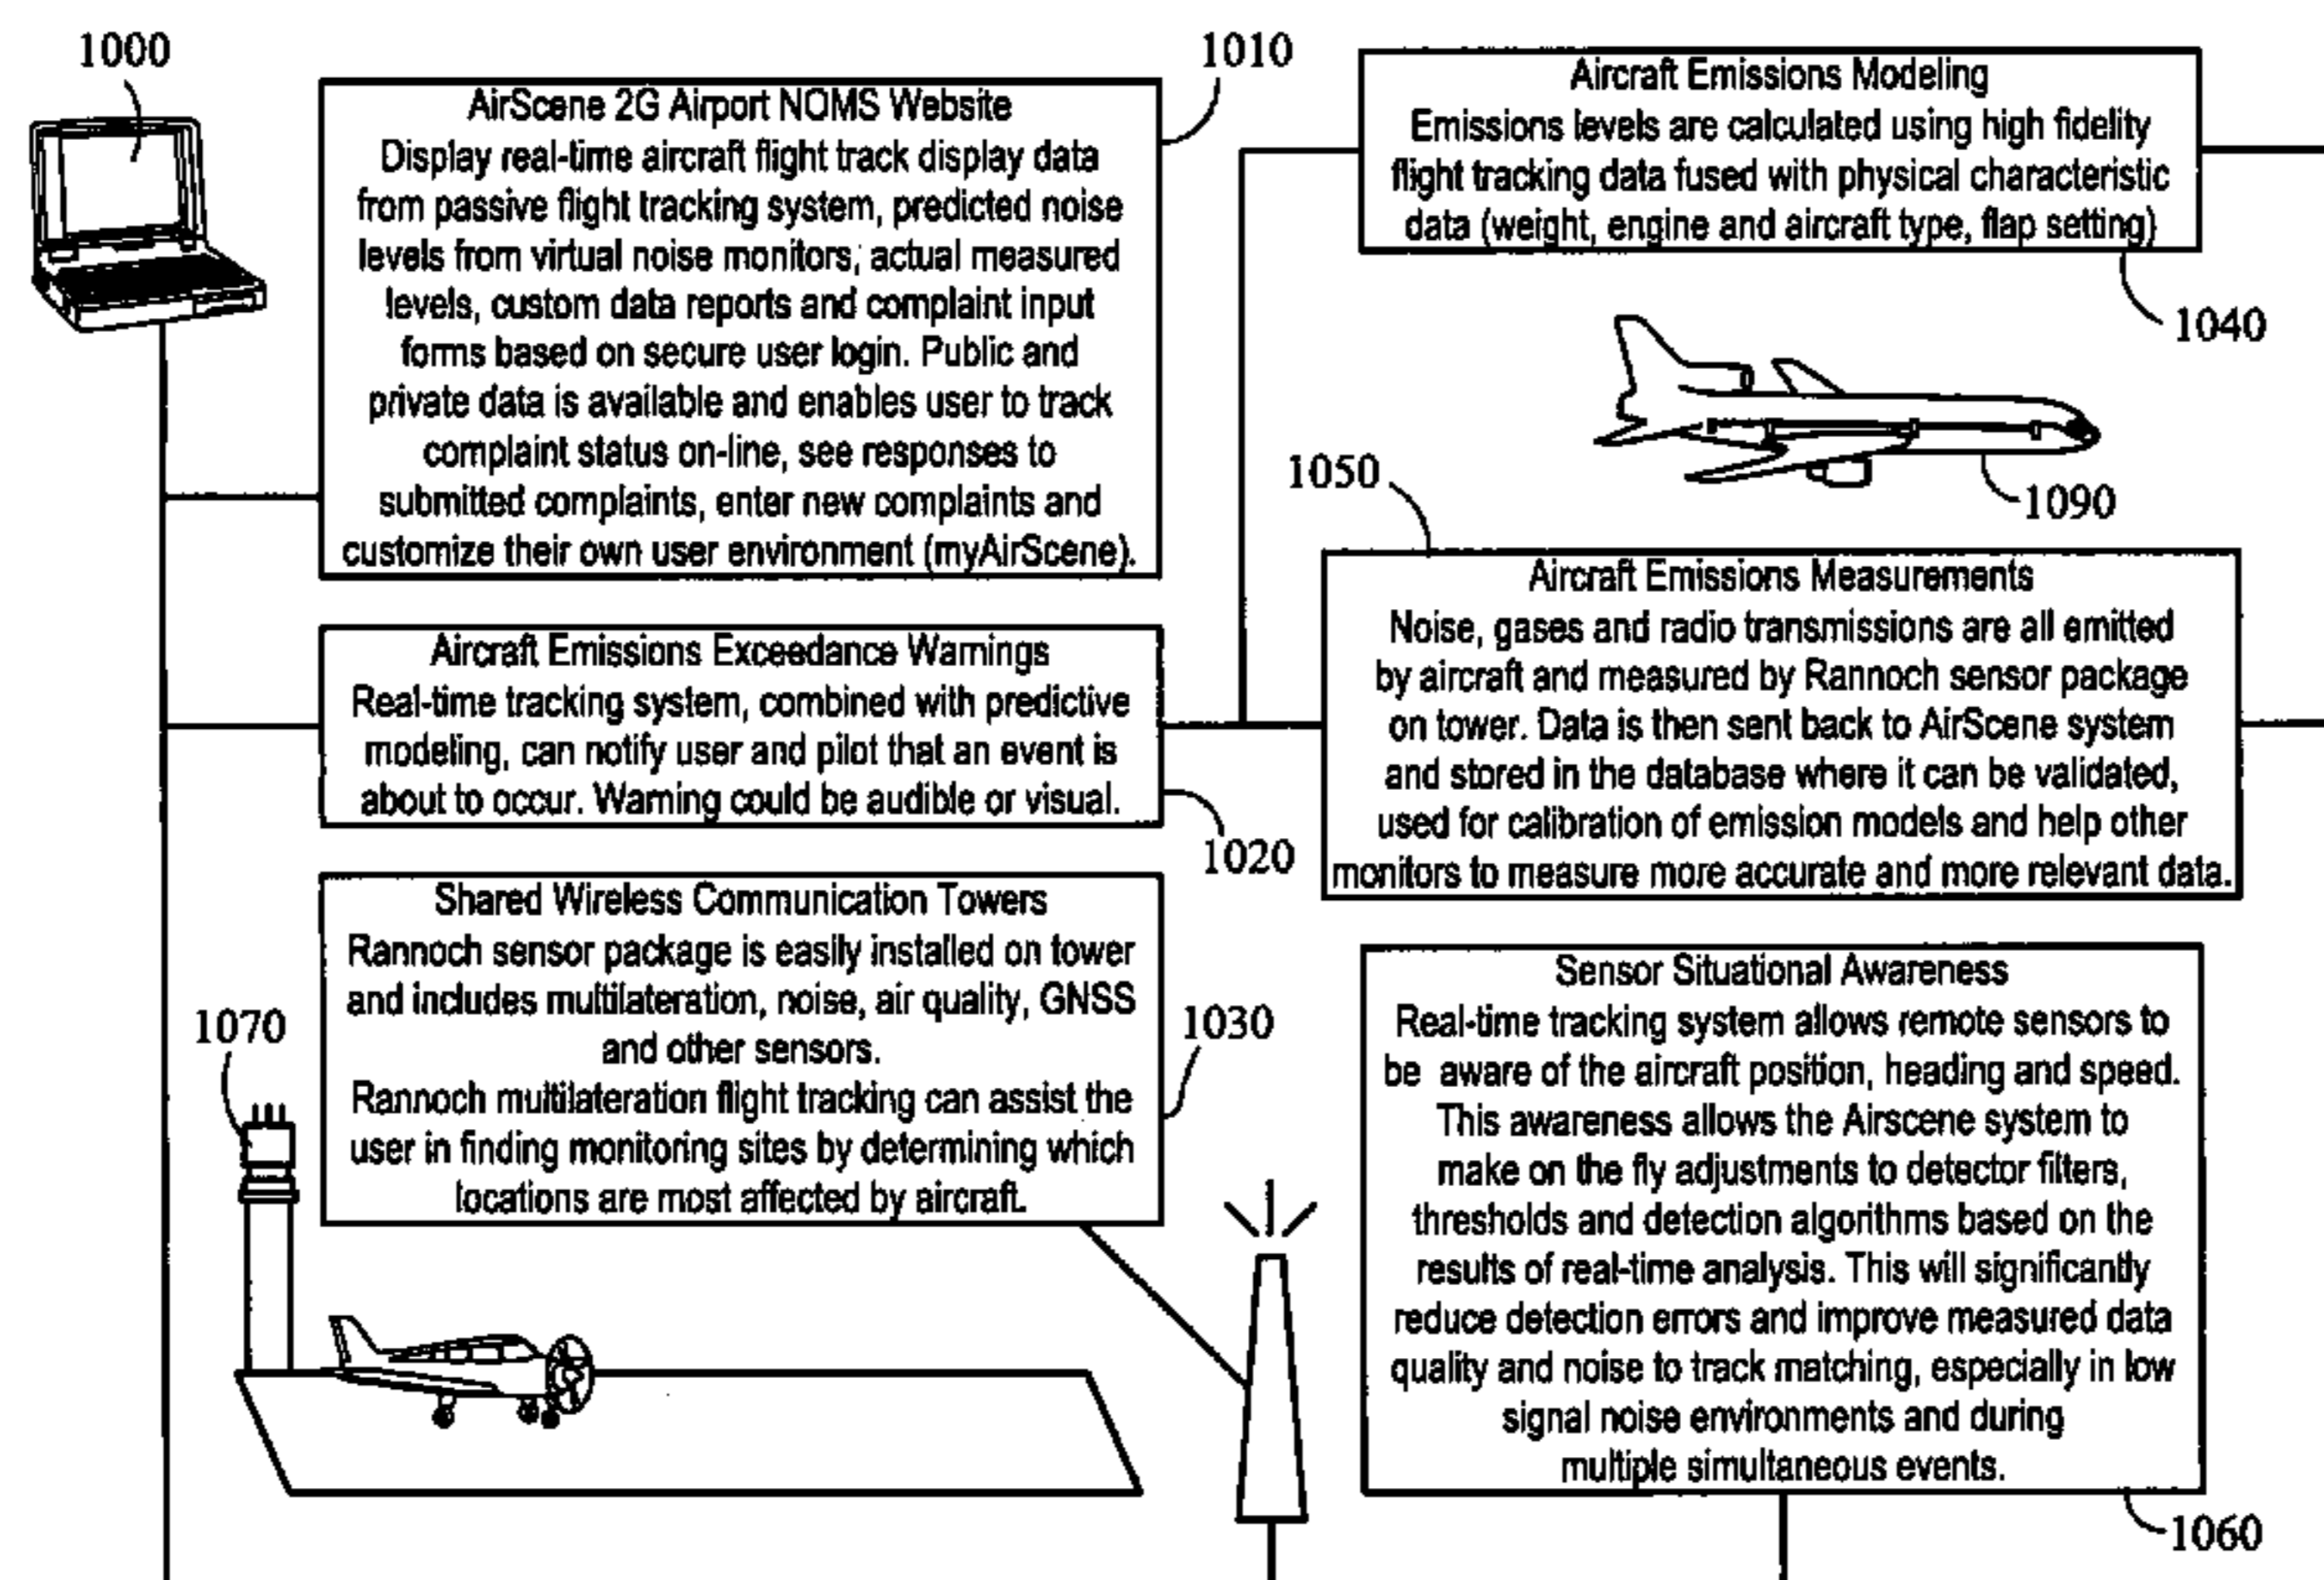 1000
1010
AirScene 2G Airport NOMS Website
Display real-time aircraft flight track display data
from passive flight tracking system, predicted noise
levels from virtual noise monitors, actual measured
levels, custom data reports and complaint input
forms based on secure user login. Public and
private data is available and enables user to track
complaint status on-line, see responses to
submitted complaints, enter new complaints and
customize their own user environment (myAirScene).
Aircraft Emissions Modeling
Emissions levels are calculated using high fidelity
flight tracking data fused with physical characteristic
data (weight, engine and aircraft type, flap setting)
1040
1090
1050
Aircraft Emissions Exceedance Warnings
Real-time tracking system, combined with predictive
modeling, can notify user and pilot that an event is
about to occur. Warning could be audible or visual.
1020
Aircraft Emissions Measurements
Noise, gases and radio transmissions are all emitted
by aircraft and measured by Rannoch sensor package
on tower. Data is then sent back to AirScene system
and stored in the database where it can be validated,
used for calibration of emission models and help other
monitors to measure more accurate and more relevant data.
Shared Wireless Communication Towers
Rannoch sensor package is easily installed on tower
and includes multilateration, noise, air quality, GNSS
and other sensors.
Rannoch multilateration flight tracking can assist the
user in finding monitoring sites by determining which
locations are most affected by aircraft.
1030
1070
Sensor Situational Awareness
Real-time tracking system allows remote sensors to
be aware of the aircraft position, heading and speed.
This awareness allows the Airscene system to
make on the fly adjustments to detector filters,
thresholds and detection algorithms based on the
results of real-time analysis. This will significantly
reduce detection errors and improve measured data
quality and noise to track matching, especially in low
signal noise environments and during
multiple simultaneous events.
1060